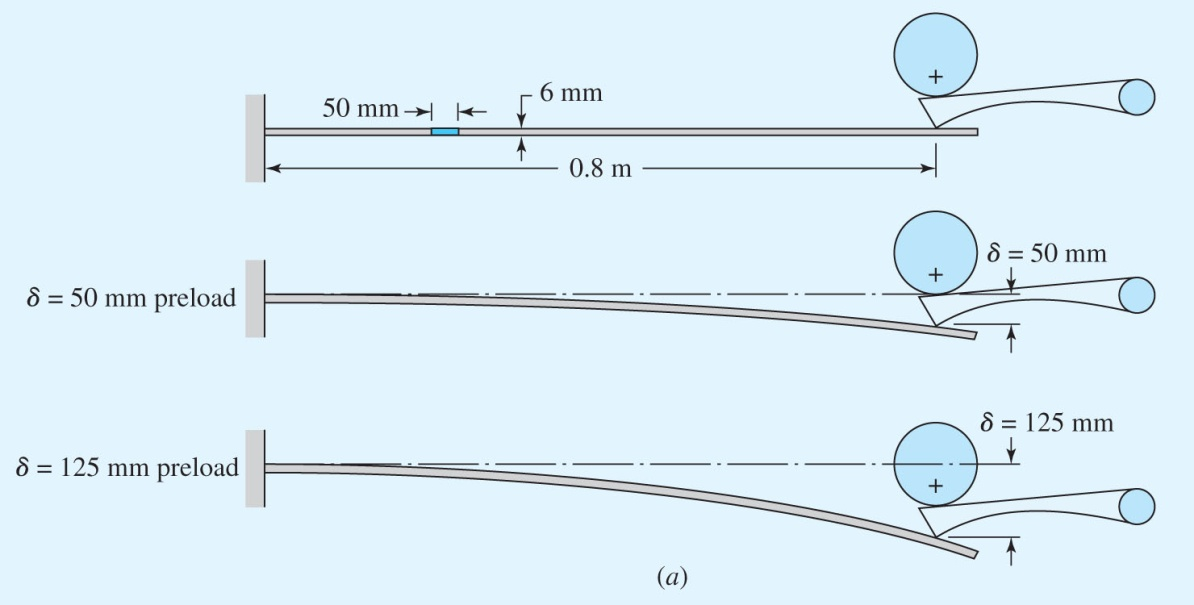 50 mm
6 mm
0.8 m
δ = 50 mm
δ = 50 mm preload
δ = 125 mm
δ = 125 mm preload
(a)